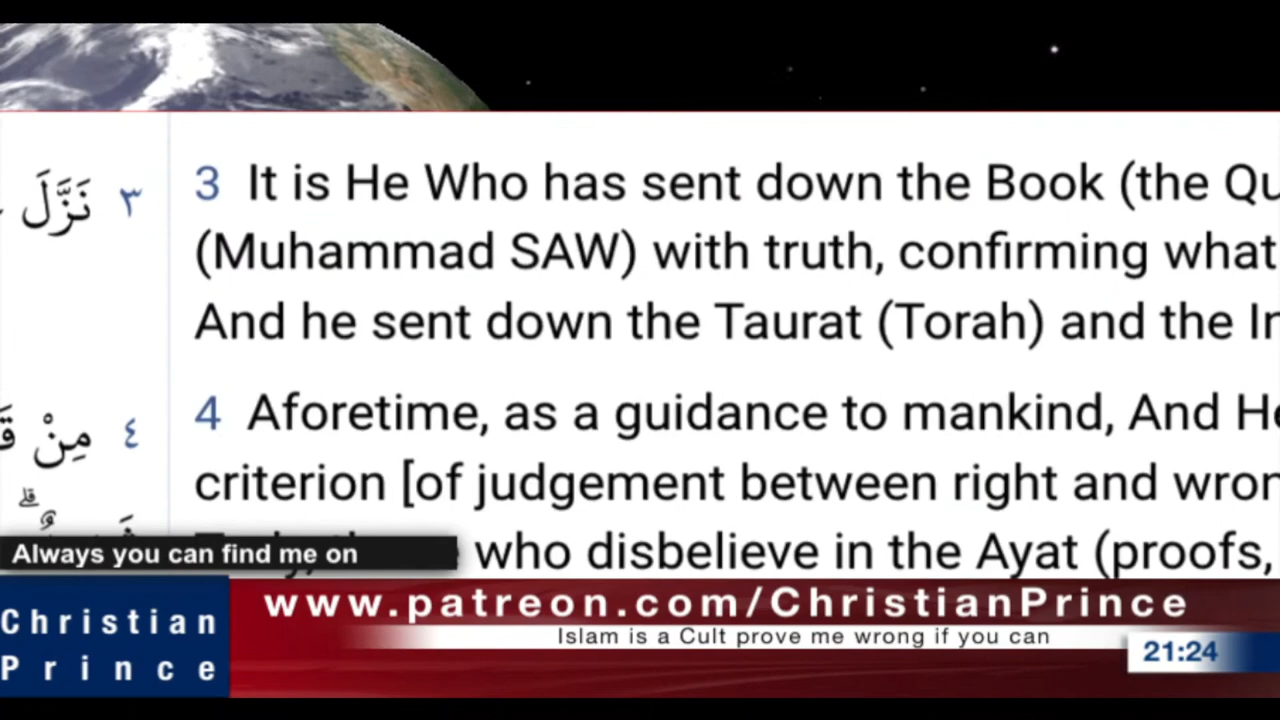 3 It is He Who has sent down the Book (the Qu
(Muhammad SAW) with truth, confirming what
And he sent down the Taurat (Torah) and the In
٣ نَزَّلَ
4 Aforetime, as a guidance to mankind, And He
criterion [of judgement between right and wron
who disbelieve in the Ayat (proofs,
٤ مِنْ
Always you can find me on
Christian
Prince
www.patreon.com/ChristianPrince
Islam is a Cult prove me wrong if you can
21:24